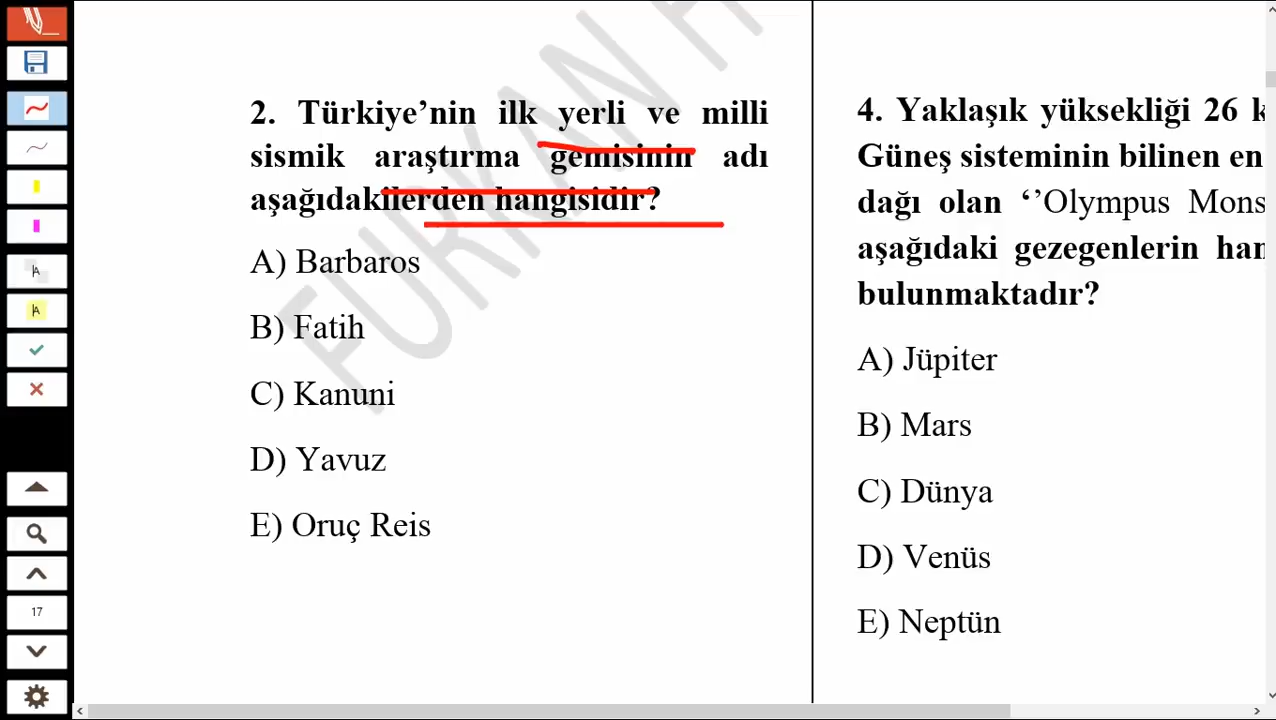 FURKAN H
2. Türkiye’nin ilk yerli ve milli
sismik araştırma gemisinin adı
aşağıdakilerden hangisidir?
A) Barbaros
B) Fatih
C) Kanuni
D) Yavuz
E) Oruç Reis
4. Yaklaşık yüksekliği 26 k
Güneş sisteminin bilinen en
dağı olan ‘’Olympus Mons
aşağıdaki gezegenlerin han
bulunmaktadır?
A) Jüpiter
B) Mars
C) Dünya
D) Venüs
E) Neptün
17